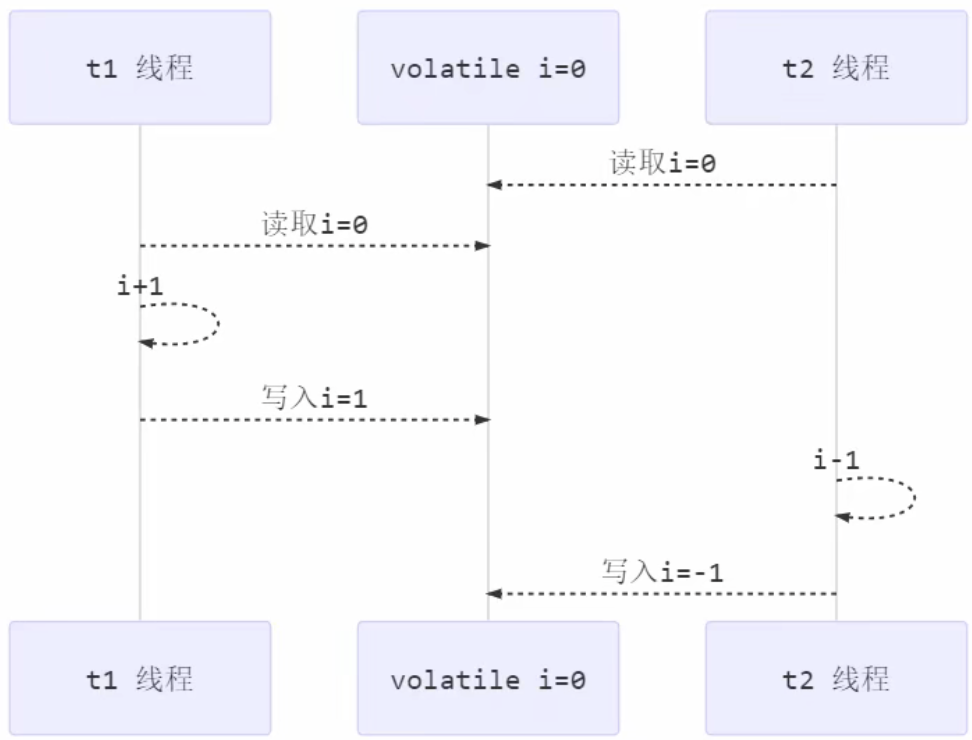 t1 线程
volatile i=0
t2 线程
读取i=0
读取i=0
i+1
写入i=1
i-1
写入i=-1
t1 线程
volatile i=0
t2 线程